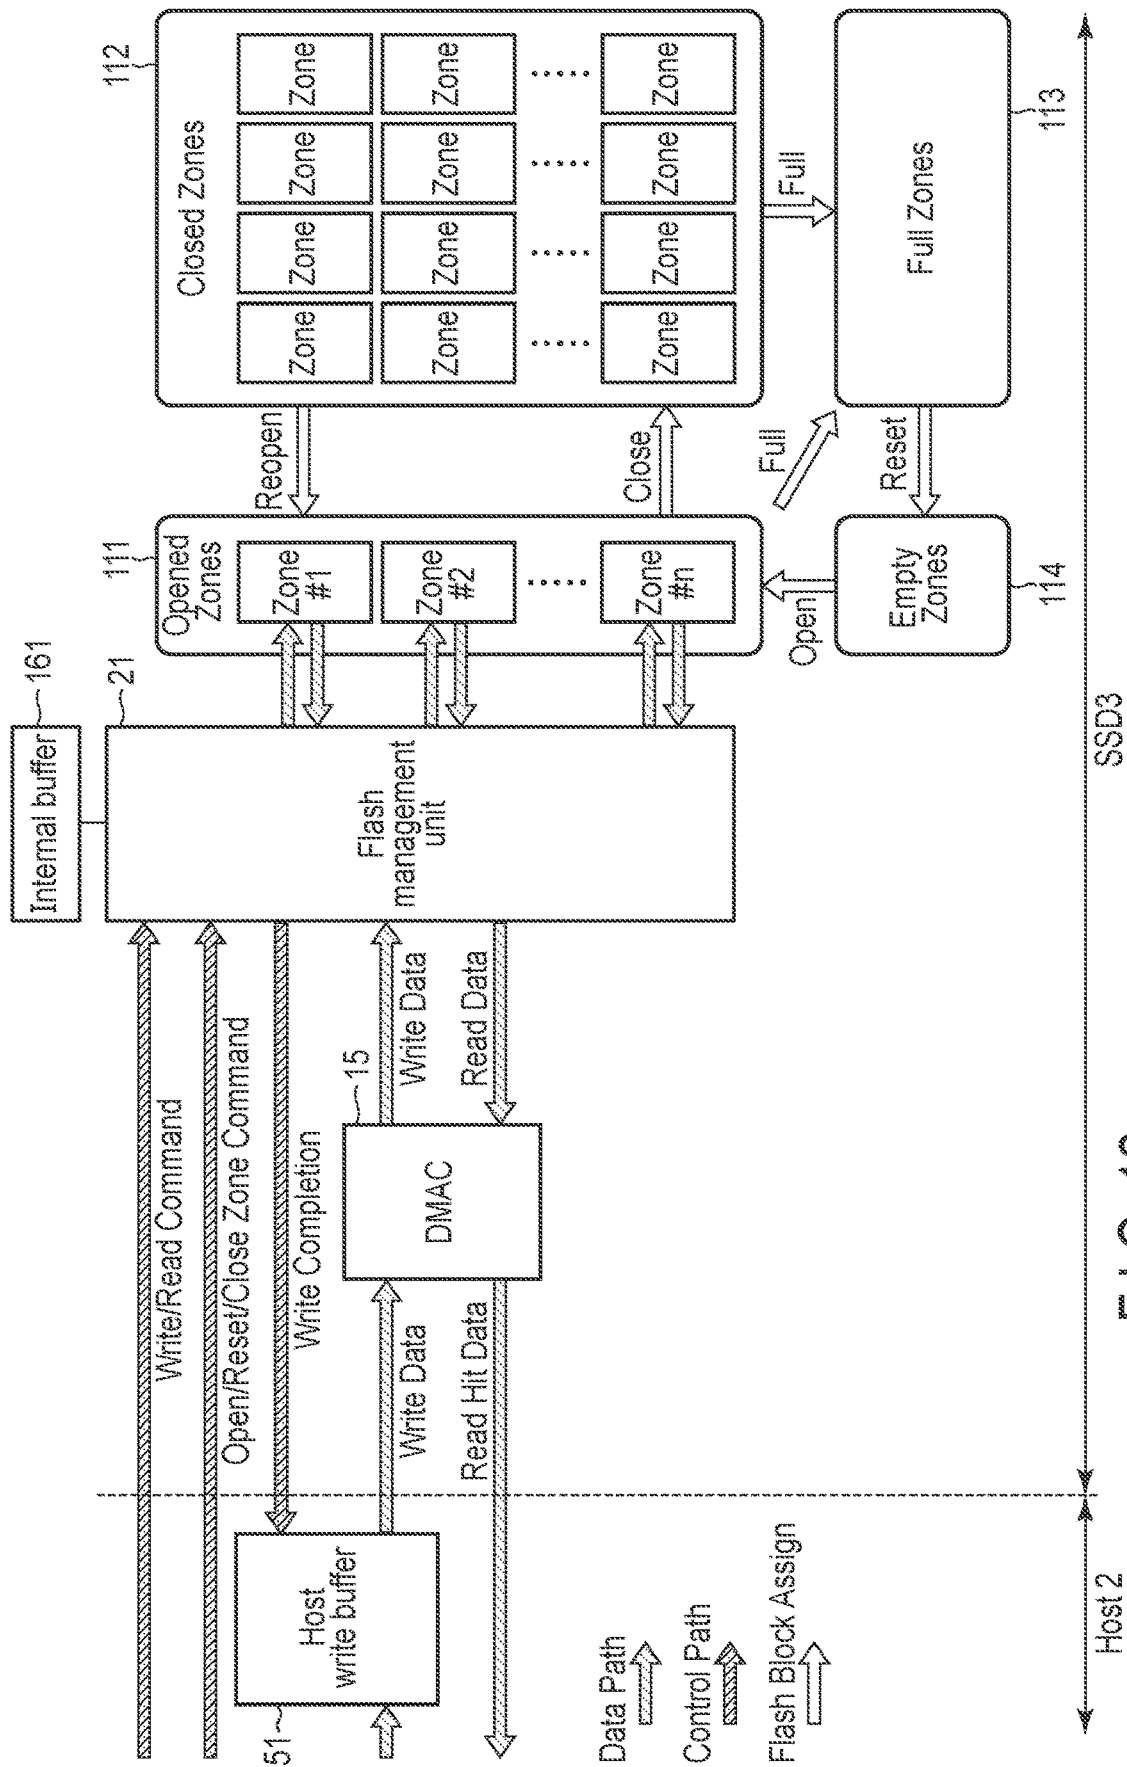 Internal buffer
161
Write/Read Command
Open/Reset/Close Zone Command
Write Completion
51
Host
write buffer
Write Data
Read Hit Data
15
DMAC
Write Data
Read Data
21
Flash
management
unit
111
Opened
Zones
Zone
#1
Zone
#2
Zone
#n
Reopen
Close
112
Closed Zones
Zone
Zone
Zone
Zone
Zone
Zone
Zone
Zone
Zone
Zone
Zone
Zone
Open
Full
Full
Empty
Zones
114
Reset
Full Zones
113
Data Path
Control Path
Flash Block Assign
Host 2
SSD3